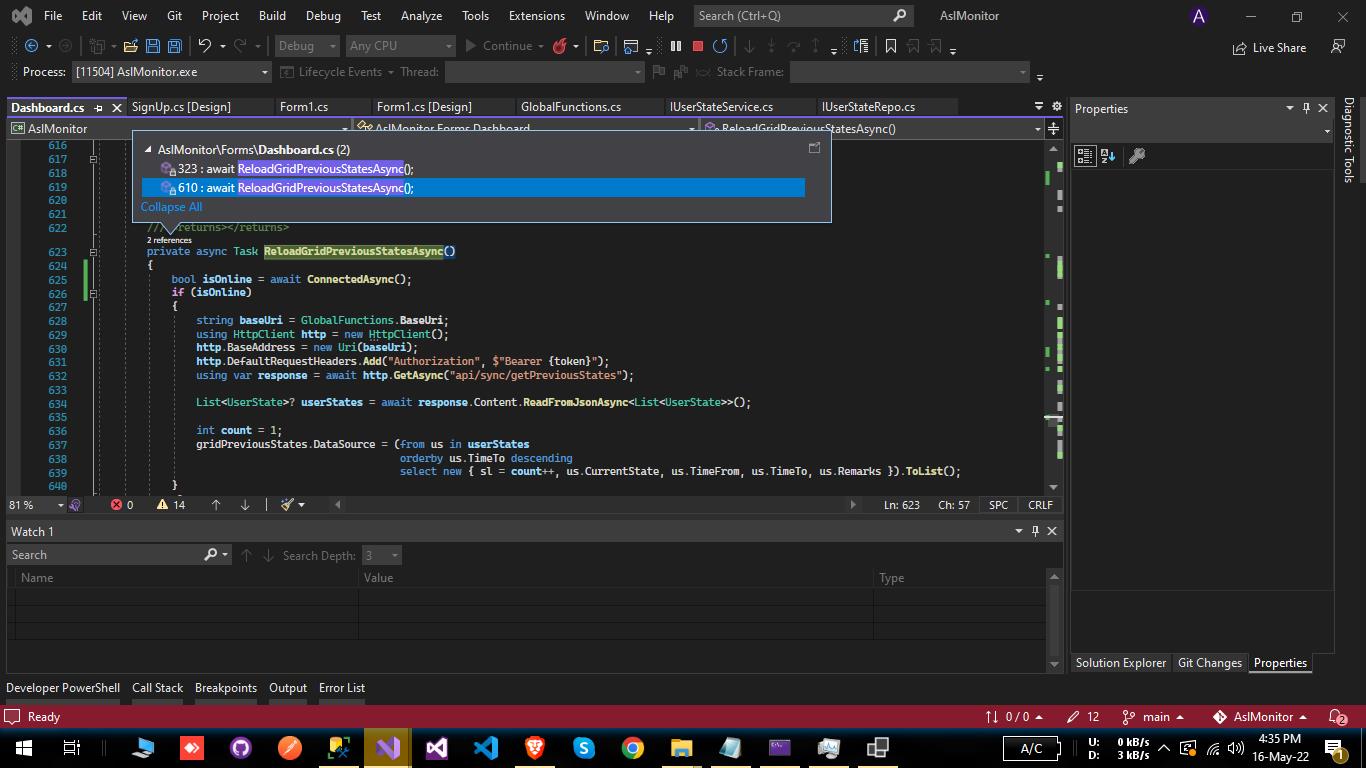 File Edit View Git Project Build Debug Test Analyze Tools Extensions Window Help Search (Ctrl+Q) AslMonitor A
Debug Any CPU Continue Live Share
Process: [11504] AslMonitor.exe Lifecycle Events Thread: Stack Frame:
Dashboard.cs SignUp.cs [Design] Form1.cs Form1.cs [Design] GlobalFunctions.cs IUserStateService.cs IUserStateRepo.cs
AslMonitor AslMonitor.Forms.Dashboard ReloadGridPreviousStatesAsync()
616
AslMonitor\Forms\Dashboard.cs (2)
617
323 : await ReloadGridPreviousStatesAsync();
618
610 : await ReloadGridPreviousStatesAsync();
619
620
Collapse All
621
622 /// returns></returns>
2 references
623 private async Task ReloadGridPreviousStatesAsync()
624 {
625 bool isOnline = await ConnectedAsync();
626 if (isOnline)
627 {
628 string baseUri = GlobalFunctions.BaseUri;
629 using HttpClient http = new HttpClient();
630 http.BaseAddress = new Uri(baseUri);
631 http.DefaultRequestHeaders.Add("Authorization", $"Bearer {token}");
632 using var response = await http.GetAsync("api/sync/getPreviousStates");
633
634 List<UserState>? userStates = await response.Content.ReadFromJsonAsync<List<UserState>>();
635
636 int count = 1;
637 gridPreviousStates.DataSource = (from us in userStates
638 orderby us.TimeTo descending
639 select new { sl = count++, us.CurrentState, us.TimeFrom, us.TimeTo, us.Remarks }).ToList();
640 }
81 % 0 14 Ln: 623 Ch: 57 SPC CRLF
Watch 1
Search Search Depth: 3
Name Value Type
Properties
Diagnostic Tools
Solution Explorer Git Changes Properties
Developer PowerShell Call Stack Breakpoints Output Error List
Ready 0 / 0 12 main AslMonitor 2
A/C U: 0 kB/s D: 3 kB/s 4:35 PM 16-May-22 1